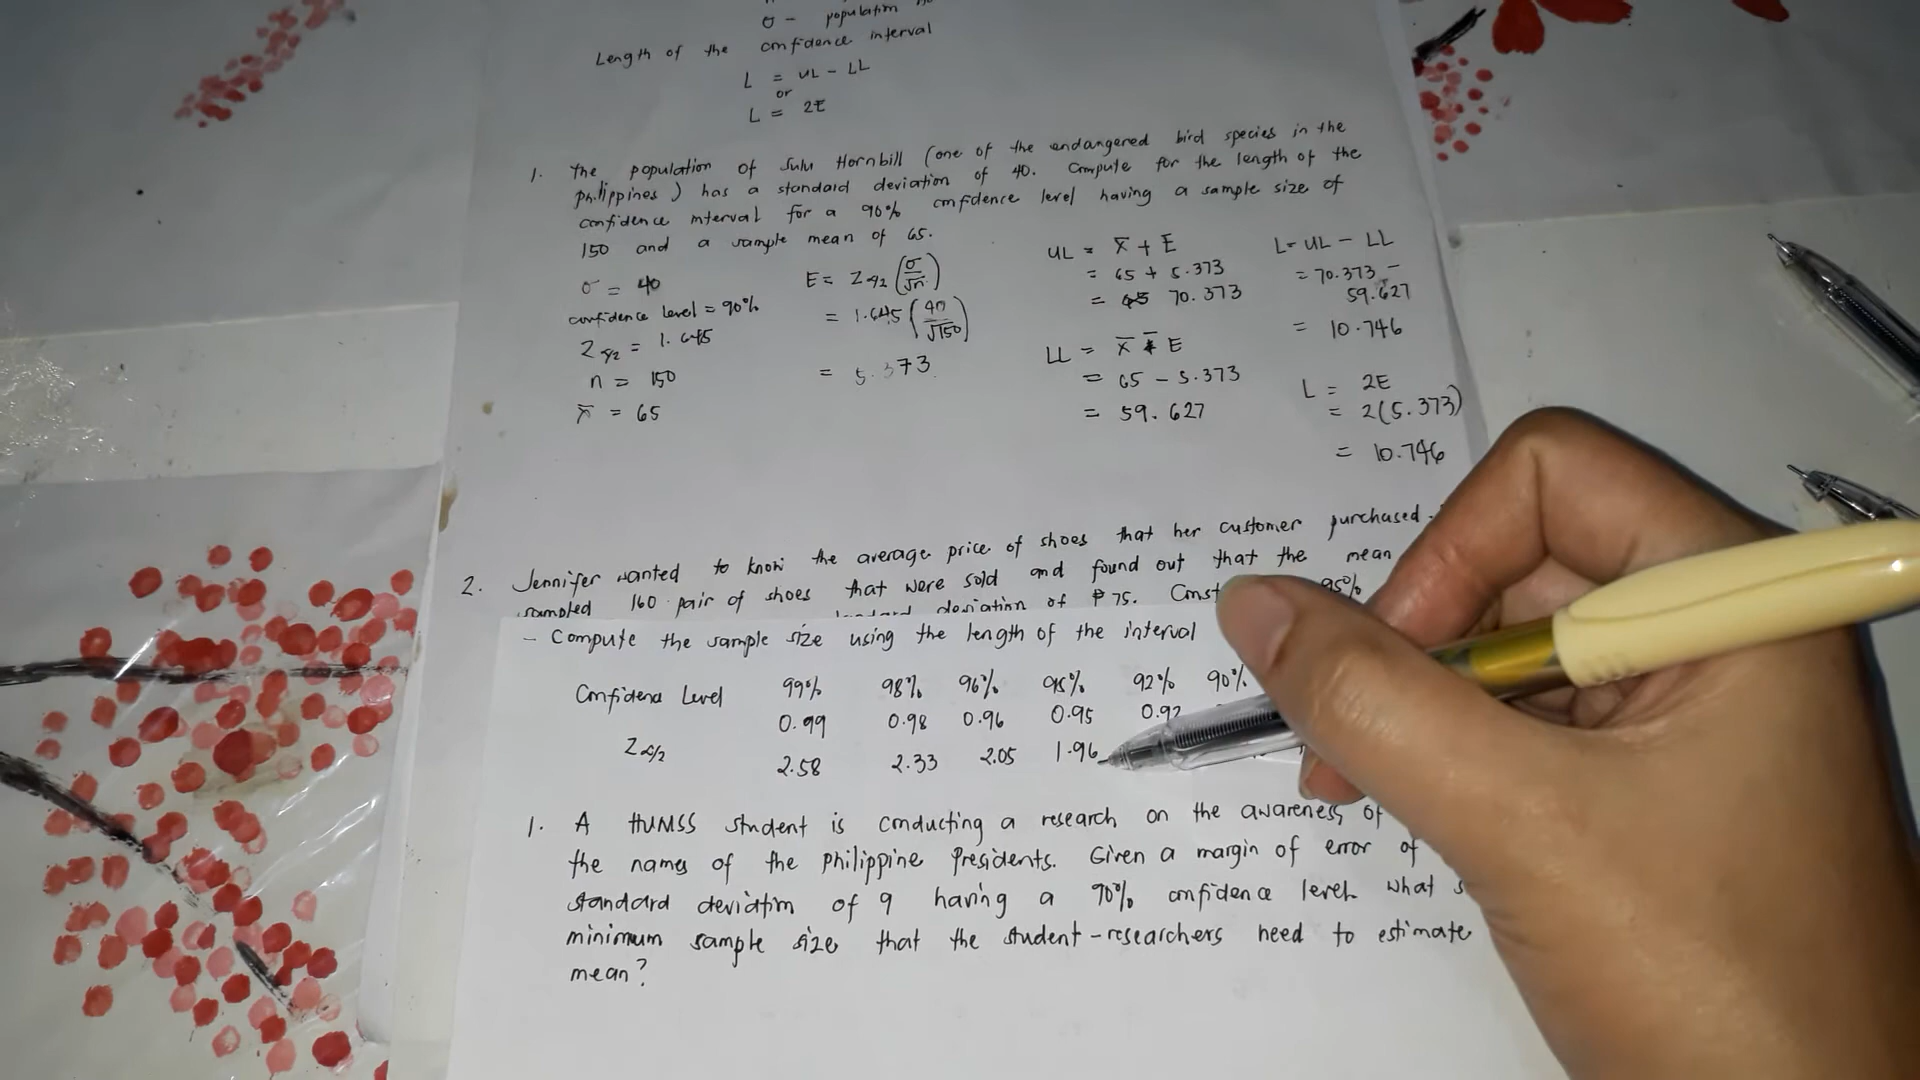 σ - population
Length of the confidence interval
L = UL - LL
or
L = 2E
1. The population of Sulu Hornbill (one of the endangered bird species in the
Philippines) has a standard deviation of 40. Compute for the length of the
confidence interval for a 90% confidence level having a sample size of
150 and a sample mean of 65.
σ = 40
confidence level = 90%
Zα/2 = 1.645
n = 150
x̄ = 65
E = Zα/2 (σ/√n)
= 1.645 (40/√150)
= 5.373
UL = x̄ + E
= 65 + 5.373
= 70.373
LL = x̄ - E
= 65 - 5.373
= 59.627
L = UL - LL
= 70.373 -
59.627
= 10.746
L = 2E
= 2(5.373)
= 10.746
2. Jennifer wanted to know the average price of shoes that her customer purchased.
sampled 160 pair of shoes that were sold and found out that the mean
deviation of ₱75. 95%
- Compute the sample size using the length of the interval
Confidence Level 99% 98% 96% 95% 92% 90%
0.99 0.98 0.96 0.95 0.92
Zα/2 2.58 2.33 2.05 1.96
1. A HUMSS student is conducting a research on the awareness of
the names of the Philippine Presidents. Given a margin of error of
standard deviation of 9 having a 90% confidence level. what
minimum sample size that the student-researchers need to estimate
mean?